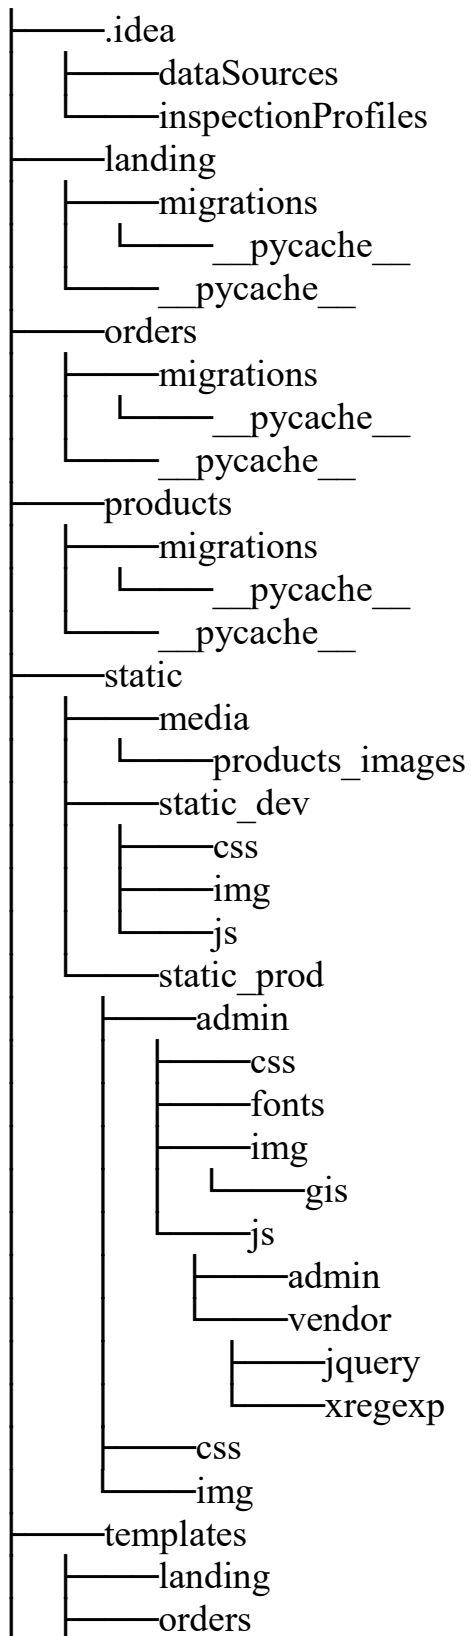 .idea
dataSources
inspectionProfiles
landing
migrations
__pycache__
__pycache__
orders
migrations
__pycache__
__pycache__
products
migrations
__pycache__
__pycache__
static
media
products_images
static_dev
css
img
js
static_prod
admin
css
fonts
img
gis
js
admin
vendor
jquery
xregexp
css
img
templates
landing
orders